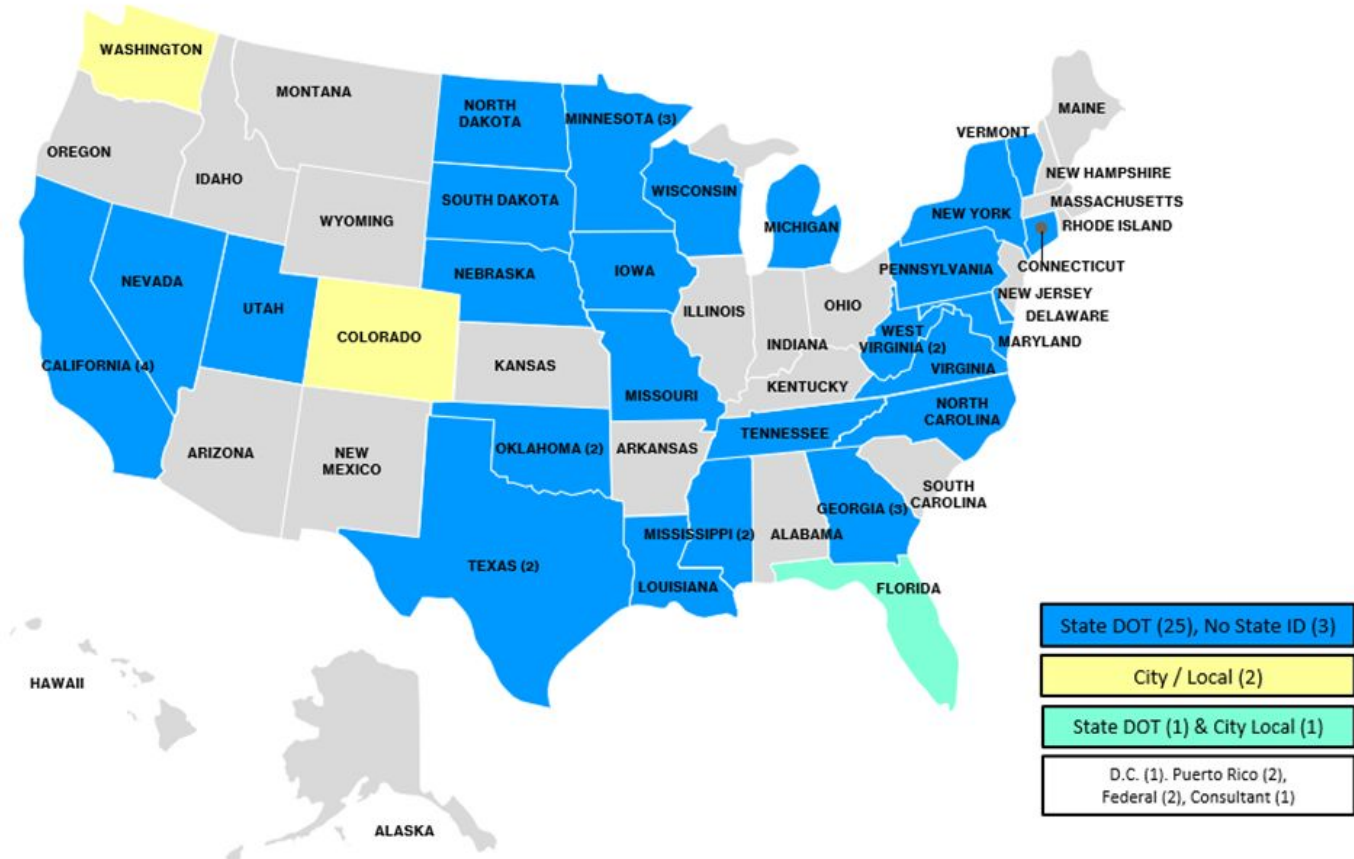 WASHINGTON
MONTANA
NORTH
DAKOTA
MINNESOTA (3)
MAINE
VERMONT
OREGON
IDAHO
NEW HAMPSHIRE
WISCONSIN
SOUTH DAKOTA
MASSACHUSETTS
WYOMING
NEW YORK
MICHIGAN
RHODE ISLAND
CONNECTICUT
NEBRASKA
IOWA
PENNSYLVANIA
NEVADA
NEW JERSEY
UTAH
ILLINOIS
OHIO
DELAWARE
COLORADO
INDIANA
WEST
VIRGINIA (2)
MARYLAND
CALIFORNIA (4)
KANSAS
VIRGINIA
KENTUCKY
MISSOURI
NORTH
CAROLINA
TENNESSEE
OKLAHOMA (2)
ARKANSAS
ARIZONA
NEW
MEXICO
SOUTH
CAROLINA
GEORGIA (3)
MISSISSIPPI (2)
ALABAMA
TEXAS (2)
LOUISIANA
FLORIDA
HAWAII
ALASKA
State DOT (25), No State ID (3)
City / Local (2)
State DOT (1) & City Local (1)
D.C. (1). Puerto Rico (2),
Federal (2), Consultant (1)